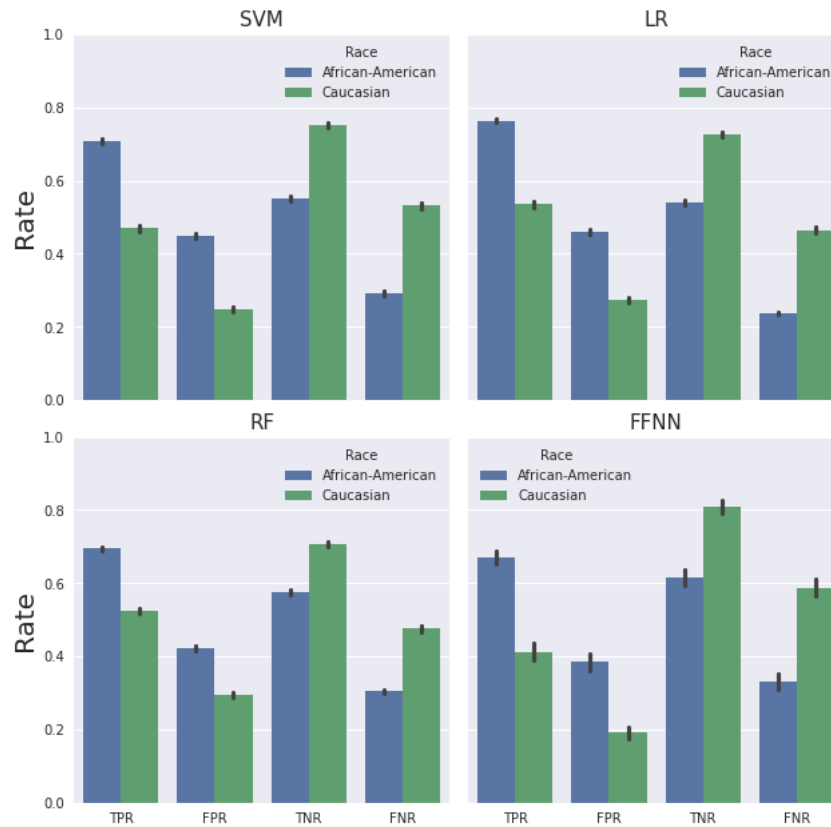 SVM
LR
1.0
0.8
0.6
0.4
0.2
0.0
Rate
Race
African-American
Caucasian
Race
African-American
Caucasian
RF
FFNN
1.0
0.8
0.6
0.4
0.2
0.0
Rate
Race
African-American
Caucasian
Race
African-American
Caucasian
TPR FPR TNR FNR
TPR FPR TNR FNR